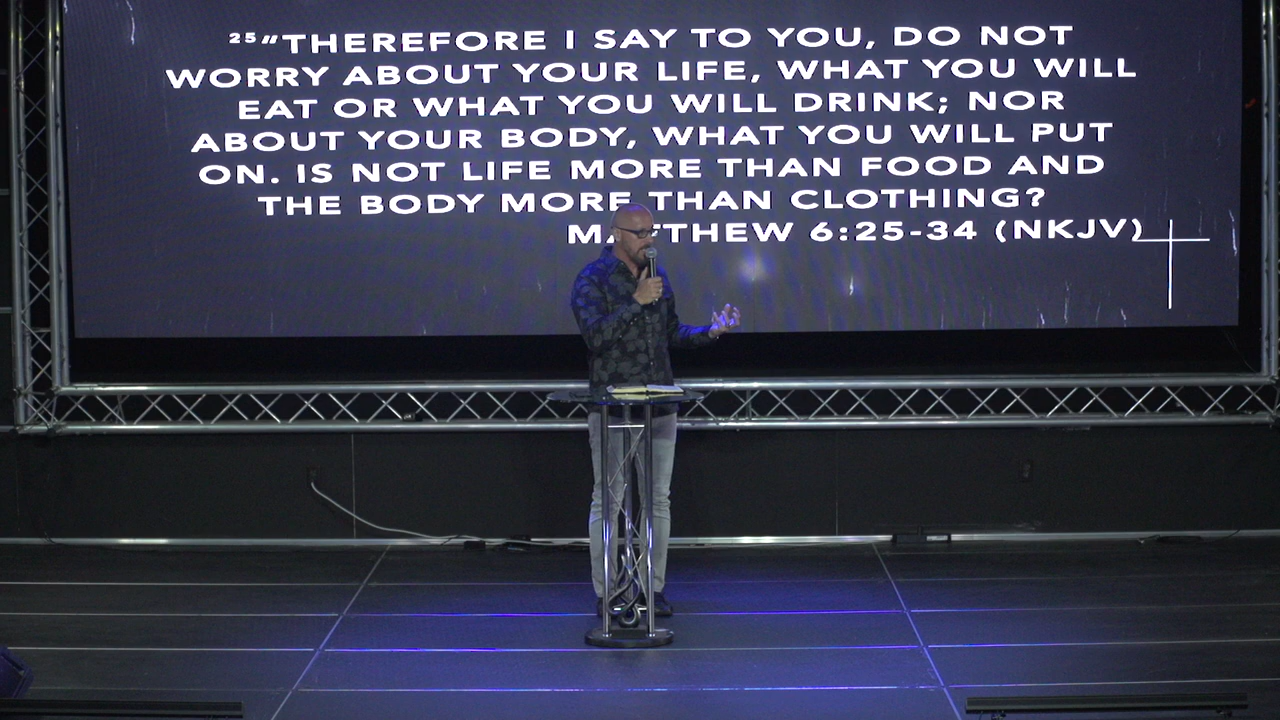 25“THEREFORE I SAY TO YOU, DO NOT
WORRY ABOUT YOUR LIFE, WHAT YOU WILL
EAT OR WHAT YOU WILL DRINK; NOR
ABOUT YOUR BODY, WHAT YOU WILL PUT
ON. IS NOT LIFE MORE THAN FOOD AND
THE BODY MORE THAN CLOTHING?
MATTHEW 6:25-34 (NKJV)